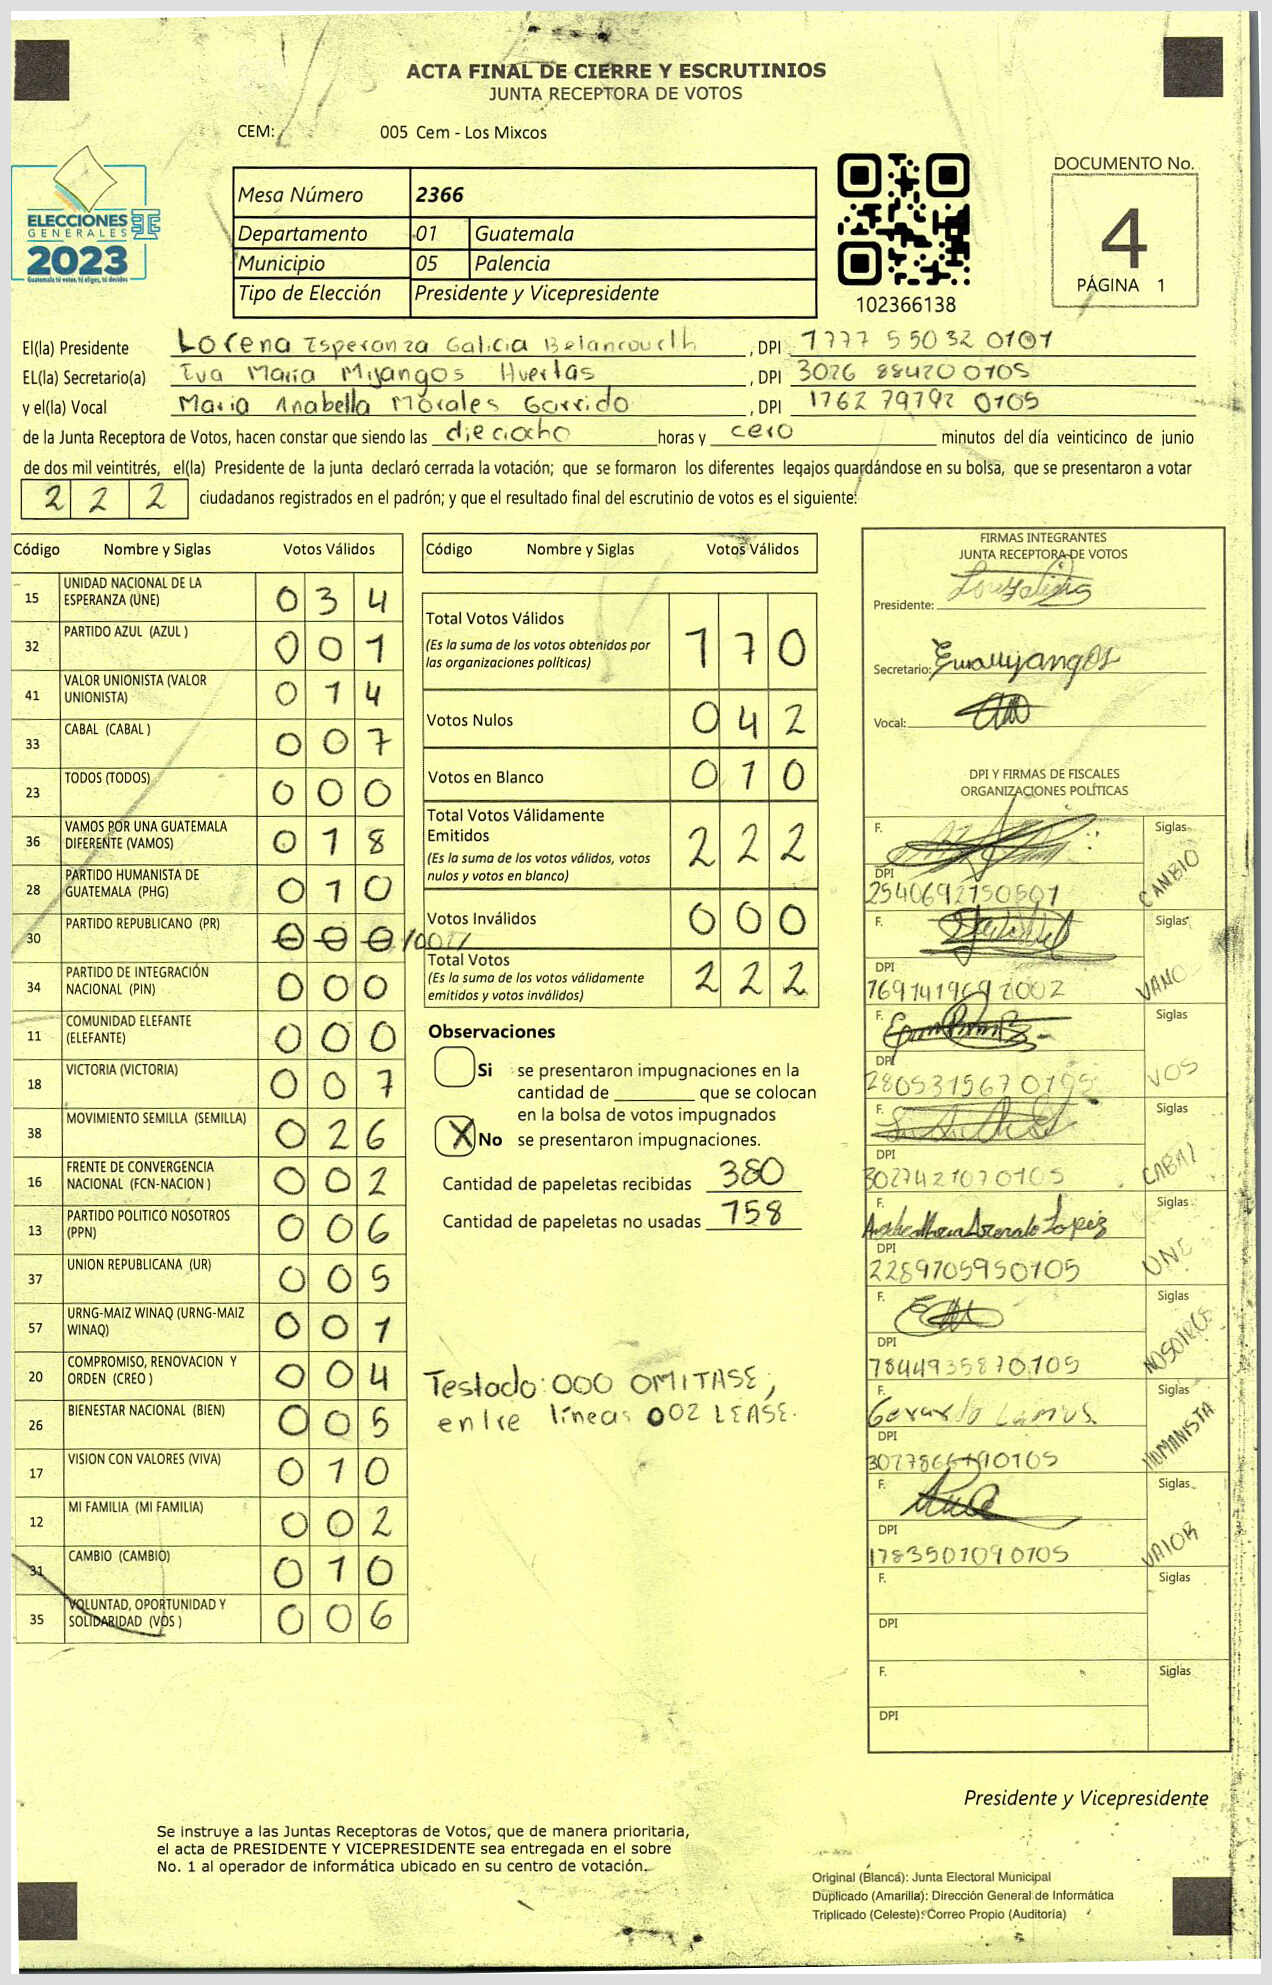 ACTA FINAL DE CIERRE Y ESCRUTINIOS
JUNTA RECEPTORA DE VOTOS
CEM: 005 Cem - Los Mixcos
ELECCIONES
GENERALES
2023
Guatemala tú votas, tú eliges, tú decides
Mesa Número 2366
Departamento 01 Guatemala
Municipio 05 Palencia
Tipo de Elección Presidente y Vicepresidente
102366138
DOCUMENTO No.
4
PÁGINA 1
El(la) Presidente Lorena Esperanza Galicia Betancourth, DPI 1777 55032 0101
EL(la) Secretario(a) Eva María Mijangos Huertas, DPI 3026 88420 0105
y el(la) Vocal Maria Anabella Morales Garrido, DPI 1762 79792 0105
de la Junta Receptora de Votos, hacen constar que siendo las dieciocho horas y cero minutos del día veinticinco de junio
de dos mil veintitrés, el(la) Presidente de la junta declaró cerrada la votación; que se formaron los diferentes legajos guardándose en su bolsa, que se presentaron a votar
2 2 2 ciudadanos registrados en el padrón; y que el resultado final del escrutinio de votos es el siguiente:
Código Nombre y Siglas Votos Válidos
15 UNIDAD NACIONAL DE LA ESPERANZA (UNE) 0 3 4
32 PARTIDO AZUL (AZUL ) 0 0 1
41 VALOR UNIONISTA (VALOR UNIONISTA) 0 1 4
33 CABAL (CABAL ) 0 0 7
23 TODOS (TODOS) 0 0 0
36 VAMOS POR UNA GUATEMALA DIFERENTE (VAMOS) 0 1 8
28 PARTIDO HUMANISTA DE GUATEMALA (PHG) 0 1 0
30 PARTIDO REPUBLICANO (PR) 0 0 0 /002//
34 PARTIDO DE INTEGRACIÓN NACIONAL (PIN) 0 0 0
11 COMUNIDAD ELEFANTE (ELEFANTE) 0 0 0
18 VICTORIA (VICTORIA) 0 0 7
38 MOVIMIENTO SEMILLA (SEMILLA) 0 2 6
16 FRENTE DE CONVERGENCIA NACIONAL (FCN-NACION ) 0 0 2
13 PARTIDO POLITICO NOSOTROS (PPN) 0 0 6
37 UNION REPUBLICANA (UR) 0 0 5
57 URNG-MAIZ WINAQ (URNG-MAIZ WINAQ) 0 0 1
20 COMPROMISO, RENOVACION Y ORDEN (CREO ) 0 0 4
26 BIENESTAR NACIONAL (BIEN) 0 0 5
17 VISION CON VALORES (VIVA) 0 1 0
12 MI FAMILIA (MI FAMILIA) 0 0 2
31 CAMBIO (CAMBIO) 0 1 0
35 VOLUNTAD, OPORTUNIDAD Y SOLIDARIDAD (VOS ) 0 0 6
Código Nombre y Siglas Votos Válidos
Total Votos Válidos 1 7 0
(Es la suma de los votos obtenidos por
las organizaciones políticas)
Votos Nulos 0 4 2
Votos en Blanco 0 1 0
Total Votos Válidamente
Emitidos 2 2 2
(Es la suma de los votos válidos, votos
nulos y votos en blanco)
Votos Inválidos 0 0 0
Total Votos 2 2 2
(Es la suma de los votos válidamente
emitidos y votos inválidos)
Observaciones
Si se presentaron impugnaciones en la
cantidad de ________ que se colocan
en la bolsa de votos impugnados
X No se presentaron impugnaciones.
Cantidad de papeletas recibidas 380
Cantidad de papeletas no usadas 158
Testado: 000 OMITASE,
entre líneas 002 LEASE.
FIRMAS INTEGRANTES
JUNTA RECEPTORA DE VOTOS
Presidente:
Secretario:
Vocal:
DPI Y FIRMAS DE FISCALES
ORGANIZACIONES POLÍTICAS
F. Siglas CAMBIO
DPI 2540692750501
F. Siglas VAMOS
DPI
F. Siglas VOS
DPI
F. Siglas CABAL
DPI 3027421070105
F. Siglas UNE
DPI 2289705950105
F. Siglas NOSOTROS
DPI 7844935870105
F. Gerardo Lemus Siglas HUMANISTA
DPI
F. Siglas VALOR
DPI 1783501090105
F. Siglas
DPI
F. Siglas
DPI
Presidente y Vicepresidente
Se instruye a las Juntas Receptoras de Votos, que de manera prioritaria,
el acta de PRESIDENTE Y VICEPRESIDENTE sea entregada en el sobre
No. 1 al operador de informática ubicado en su centro de votación.
Original (Blanca): Junta Electoral Municipal
Duplicado (Amarilla): Dirección General de Informática
Triplicado (Celeste): Correo Propio (Auditoría)